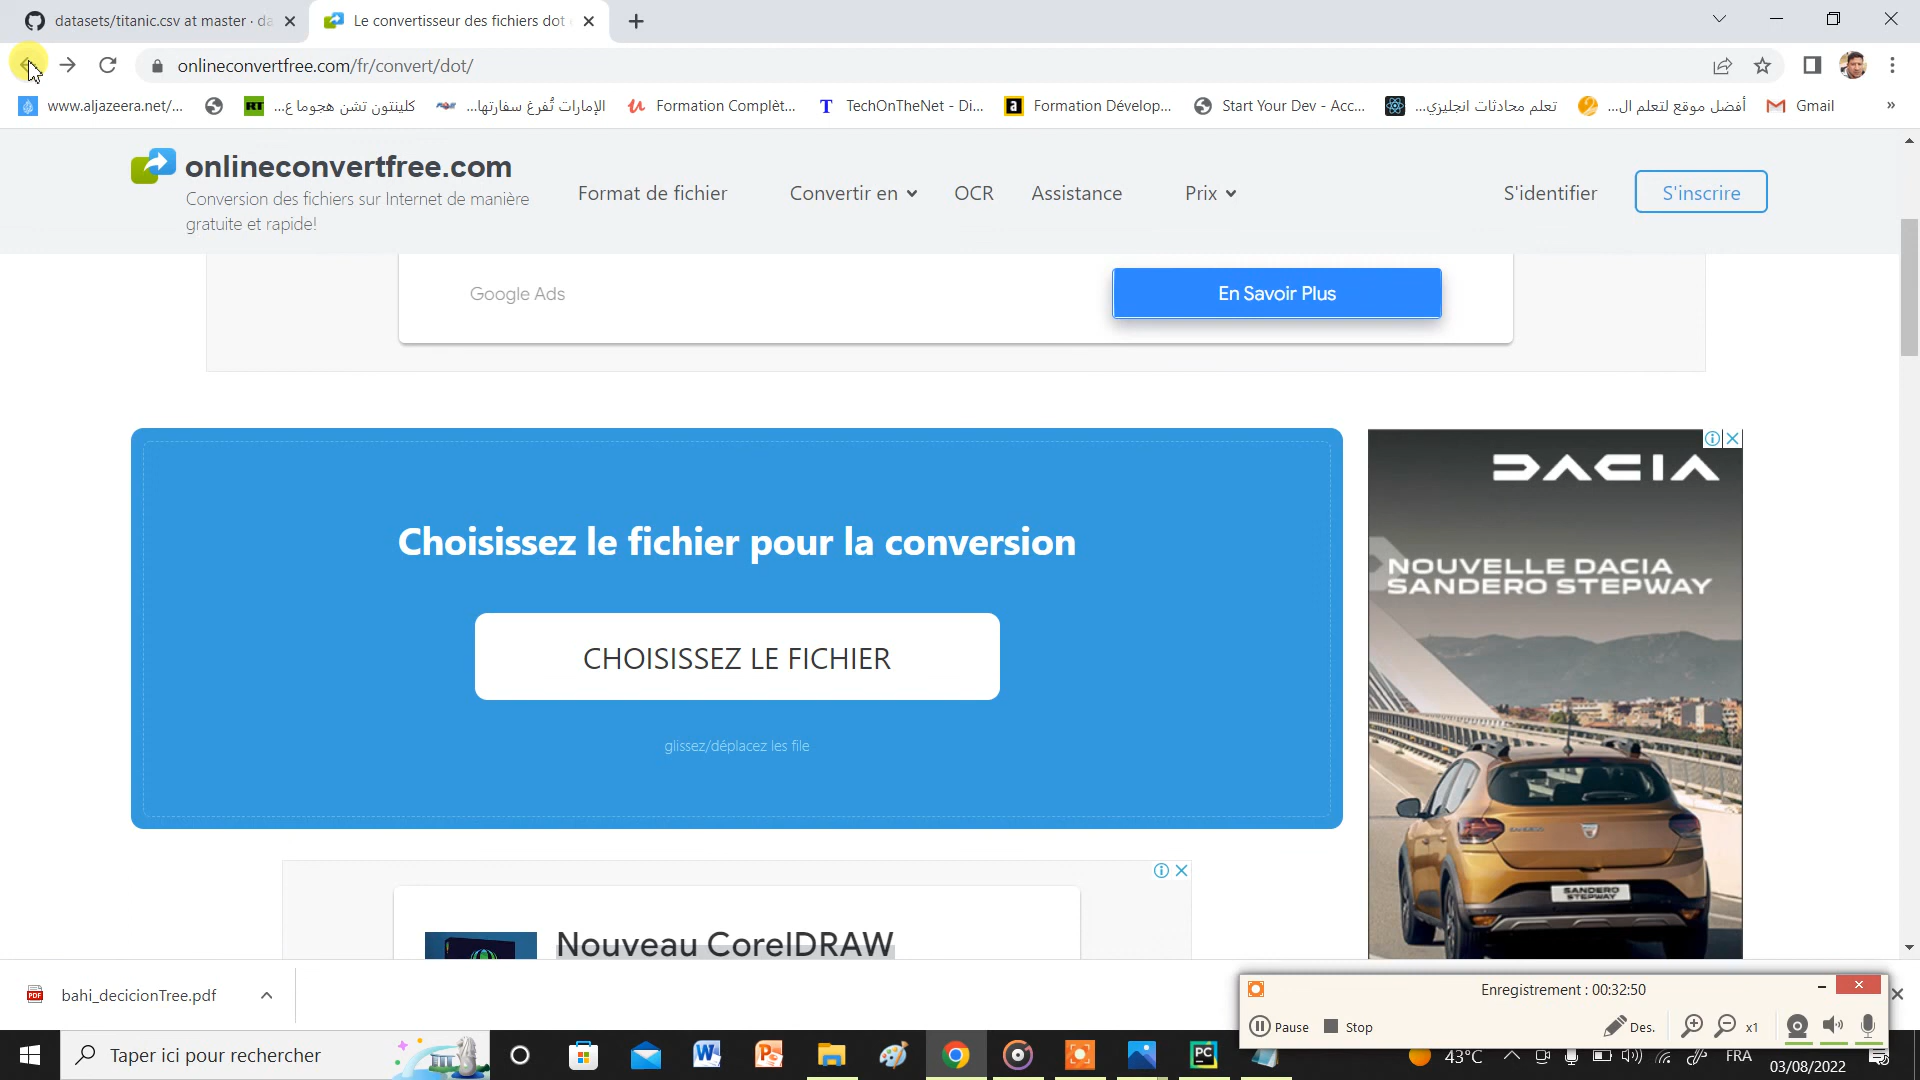 datasets/titanic.csv at master · da
Le convertisseur des fichiers dot
onlineconvertfree.com/fr/convert/dot/
www.aljazeera.net/...
كلينتون تشن هجوما ع...
الإمارات تُفرغ سفارتها...
Formation Complèt...
TechOnTheNet - Di...
Formation Dévelop...
Start Your Dev - Acc...
تعلم محادثات انجليزي...
أفضل موقع لتعلم ال...
Gmail
»
onlineconvertfree.com
Conversion des fichiers sur Internet de manière
gratuite et rapide!
Format de fichier
Convertir en
OCR
Assistance
Prix
S'identifier
S'inscrire
Google Ads
En Savoir Plus
Choisissez le fichier pour la conversion
CHOISISSEZ LE FICHIER
glissez/déplacez les file
DACIA
NOUVELLE DACIA
SANDERO STEPWAY
SANDERO
STEPWAY
Nouveau CorelDRAW
PDF
bahi_decicionTree.pdf
Enregistrement : 00:32:50
Pause
Stop
Des.
x1
Taper ici pour rechercher
43°C
FRA
03/08/2022